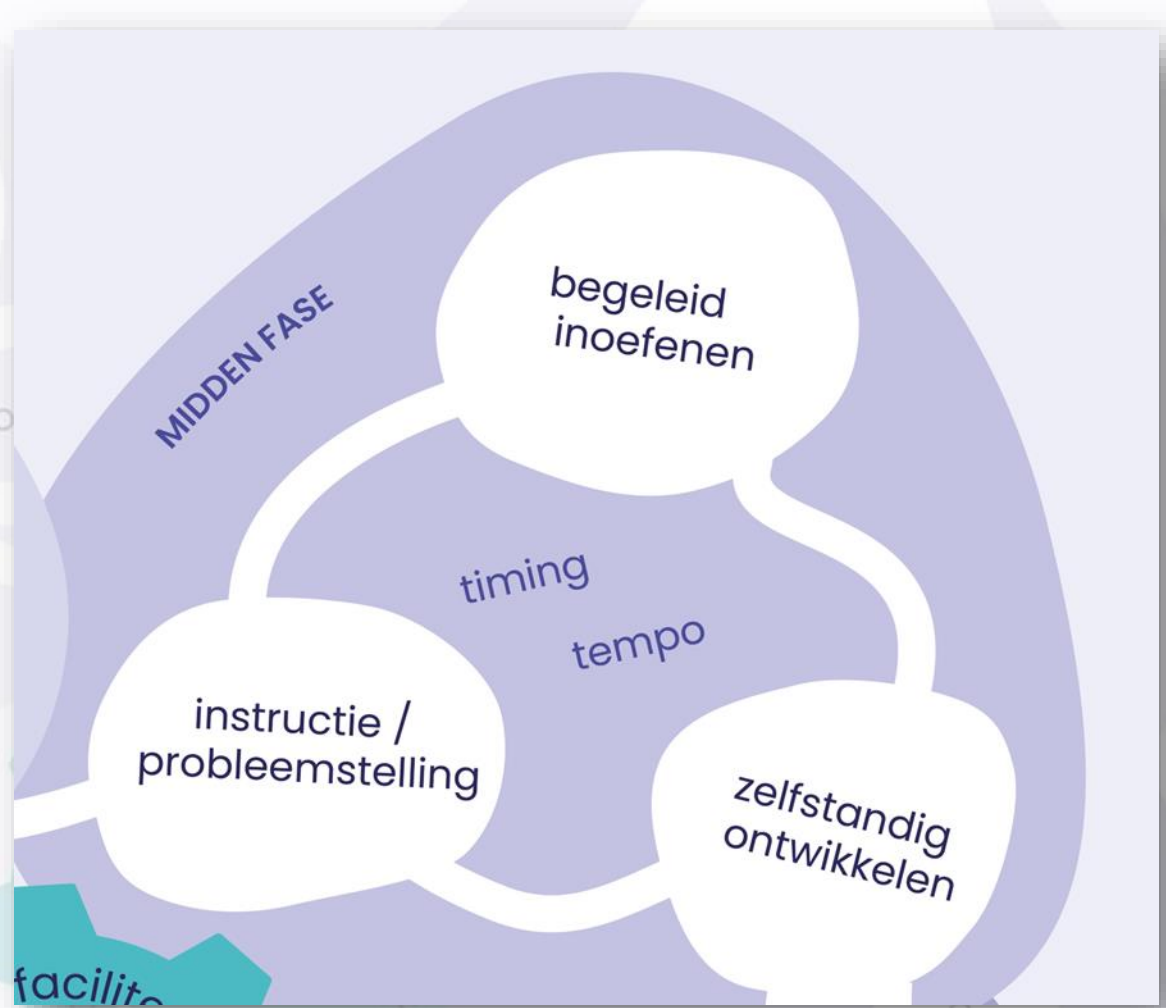 MIDDEN FASE
begeleid
inoefenen
timing
tempo
instructie /
probleemstelling
zelfstandig
ontwikkelen